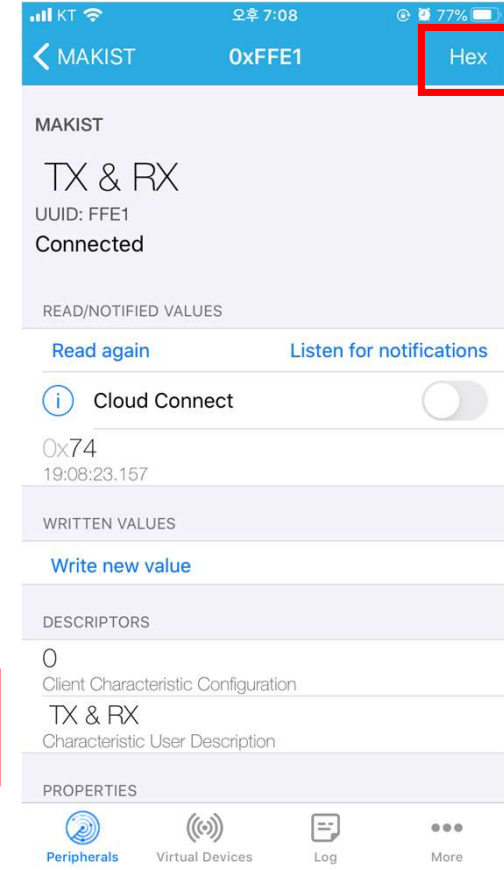 KT 오후 7:08 77%
MAKIST 0xFFE1 Hex
MAKIST
TX & RX
UUID: FFE1
Connected
READ/NOTIFIED VALUES
Read again Listen for notifications
i Cloud Connect
0x74
19:08:23.157
WRITTEN VALUES
Write new value
DESCRIPTORS
0
Client Characteristic Configuration
TX & RX
Characteristic User Description
PROPERTIES
Peripherals Virtual Devices Log More